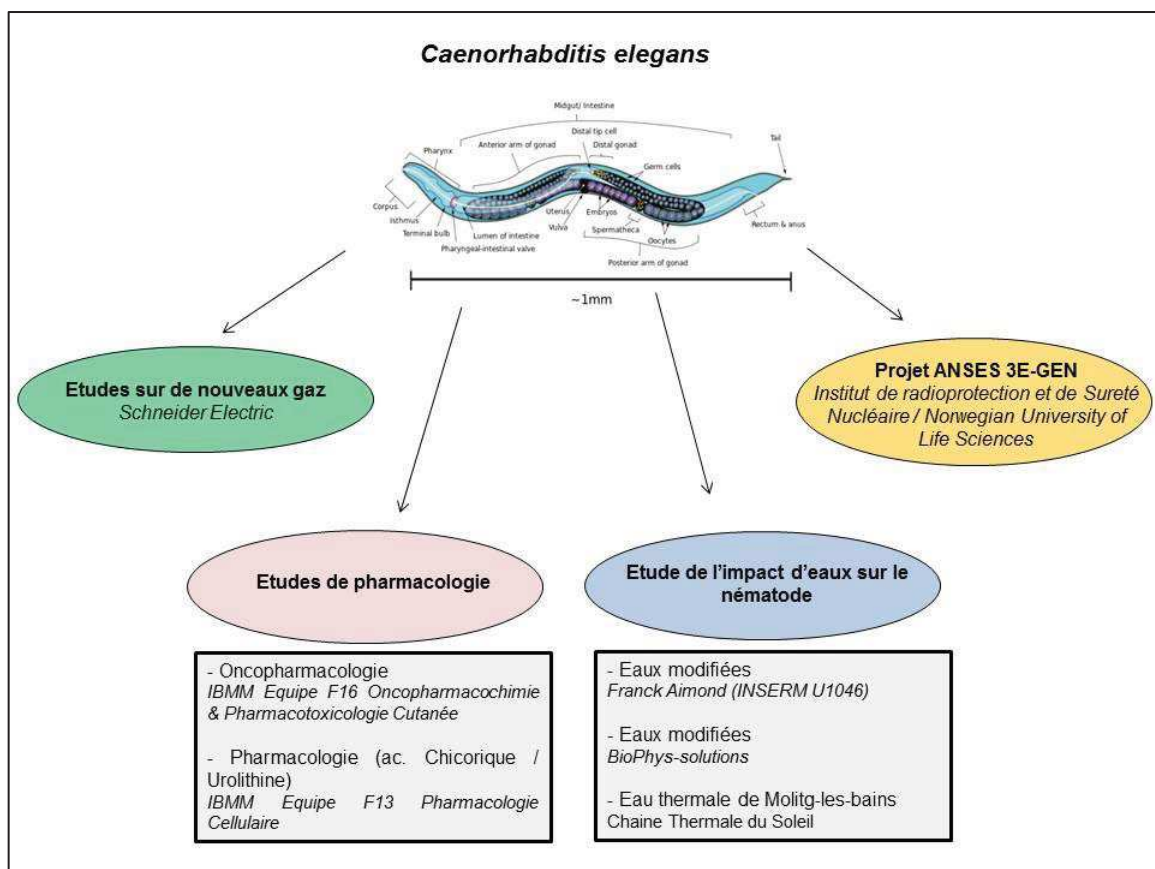 Caenorhabditis elegans
Midgut/ Intestine
Distal tip cell
Tail
Anterior arm of gonad
Distal gonad
Pharynx
Germ cells
Corpus
Isthmus
Uterus
Embryos
Rectum & anus
Terminal bulb
Lumen of intestine
Vulva
Spermatheca
Oocytes
Pharyngeal-intestinal valve
Posterior arm of gonad
~1mm
Etudes sur de nouveaux gaz
Schneider Electric
Projet ANSES 3E-GEN
Institut de radioprotection et de Sureté
Nucléaire / Norwegian University of
Life Sciences
Etudes de pharmacologie
Etude de l'impact d'eaux sur le
nématode
- Oncopharmacologie
IBMM Equipe F16 Oncopharmacochimie
& Pharmacotoxicologie Cutanée
- Pharmacologie (ac. Chicorique /
Urolithine)
IBMM Equipe F13 Pharmacologie
Cellulaire
- Eaux modifiées
Franck Aimond (INSERM U1046)
- Eaux modifiées
BioPhys-solutions
- Eau thermale de Molitg-les-bains
Chaine Thermale du Soleil